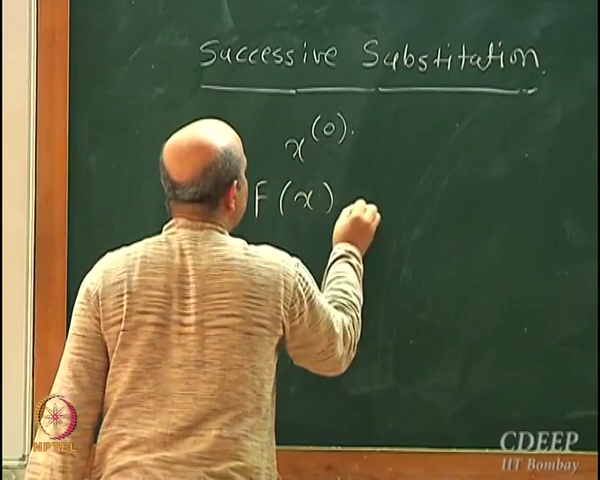 Successive Substitution.
x^(0).
F(x)
NPTEL
CDEEP
IIT Bombay